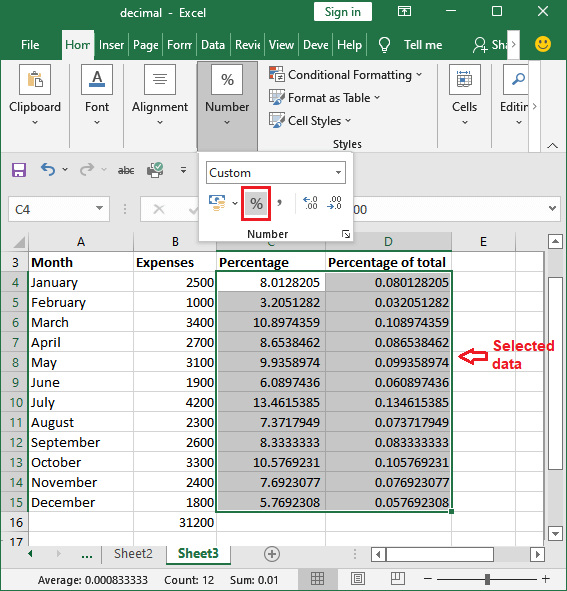 decimal - Excel Sign in
File Hom Inser Page Forn Data Revie View Deve Help Tell me Sha
Clipboard Font Alignment % Number Conditional Formatting Cells Editin
Format as Table
Cell Styles
Styles
abc
Custom
% , .00 .00
Number
C4 00
A B C D E
3 Month Expenses Percentage Percentage of total
4 January 2500 8.0128205 0.080128205
5 February 1000 3.2051282 0.032051282
6 March 3400 10.8974359 0.108974359
7 April 2700 8.6538462 0.086538462
8 May 3100 9.9358974 0.099358974
9 June 1900 6.0897436 0.060897436
10 July 4200 13.4615385 0.134615385
11 August 2300 7.3717949 0.073717949
12 September 2600 8.3333333 0.083333333
13 October 3300 10.5769231 0.105769231
14 November 2400 7.6923077 0.076923077
15 December 1800 5.7692308 0.057692308
16 31200
17
Selected
data
... Sheet2 Sheet3
Average: 0.000833333 Count: 12 Sum: 0.01